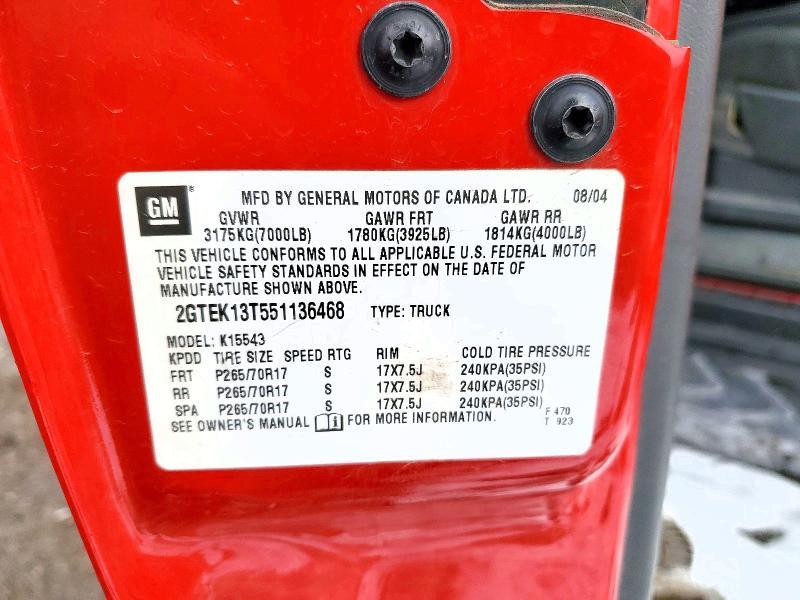 GM® MFD BY GENERAL MOTORS OF CANADA LTD. 08/04
GVWR GAWR FRT GAWR RR
3175KG(7000LB) 1780KG(3925LB) 1814KG(4000LB)
THIS VEHICLE CONFORMS TO ALL APPLICABLE U.S. FEDERAL MOTOR
VEHICLE SAFETY STANDARDS IN EFFECT ON THE DATE OF
MANUFACTURE SHOWN ABOVE.
2GTEK13T551136468 TYPE: TRUCK
MODEL: K15543
KPDD TIRE SIZE SPEED RTG RIM COLD TIRE PRESSURE
FRT P265/70R17 S 17X7.5J 240KPA(35PSI)
RR P265/70R17 S 17X7.5J 240KPA(35PSI)
SPA P265/70R17 S 17X7.5J 240KPA(35PSI)
F 470
SEE OWNER'S MANUAL FOR MORE INFORMATION. T 923